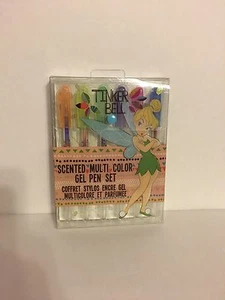 TINKER
BELL
SCENTED MULTI COLOR
GEL PEN SET
COFFRET STYLOS ENCRE GEL
MULTICOLORE ET PARFUMÉE